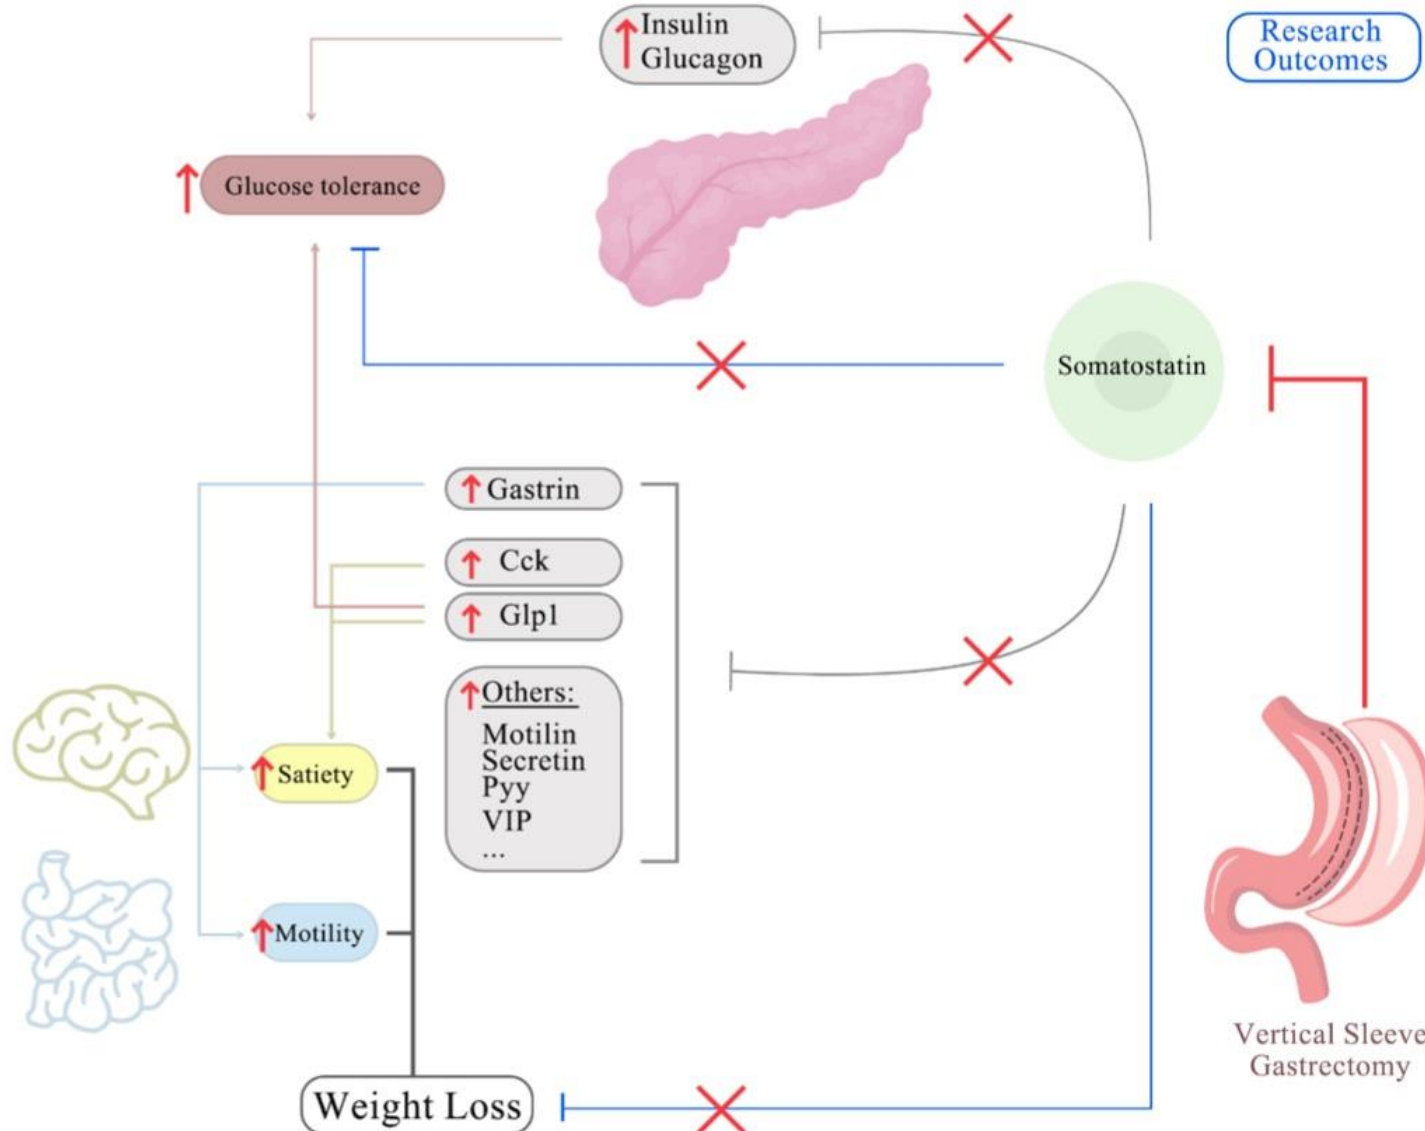 Insulin
Glucagon
Research
Outcomes
Glucose tolerance
Somatostatin
Gastrin
Cck
Glp1
Others:
Motilin
Secretin
Pyy
VIP
...
Satiety
Motility
Vertical Sleeve
Gastrectomy
Weight Loss